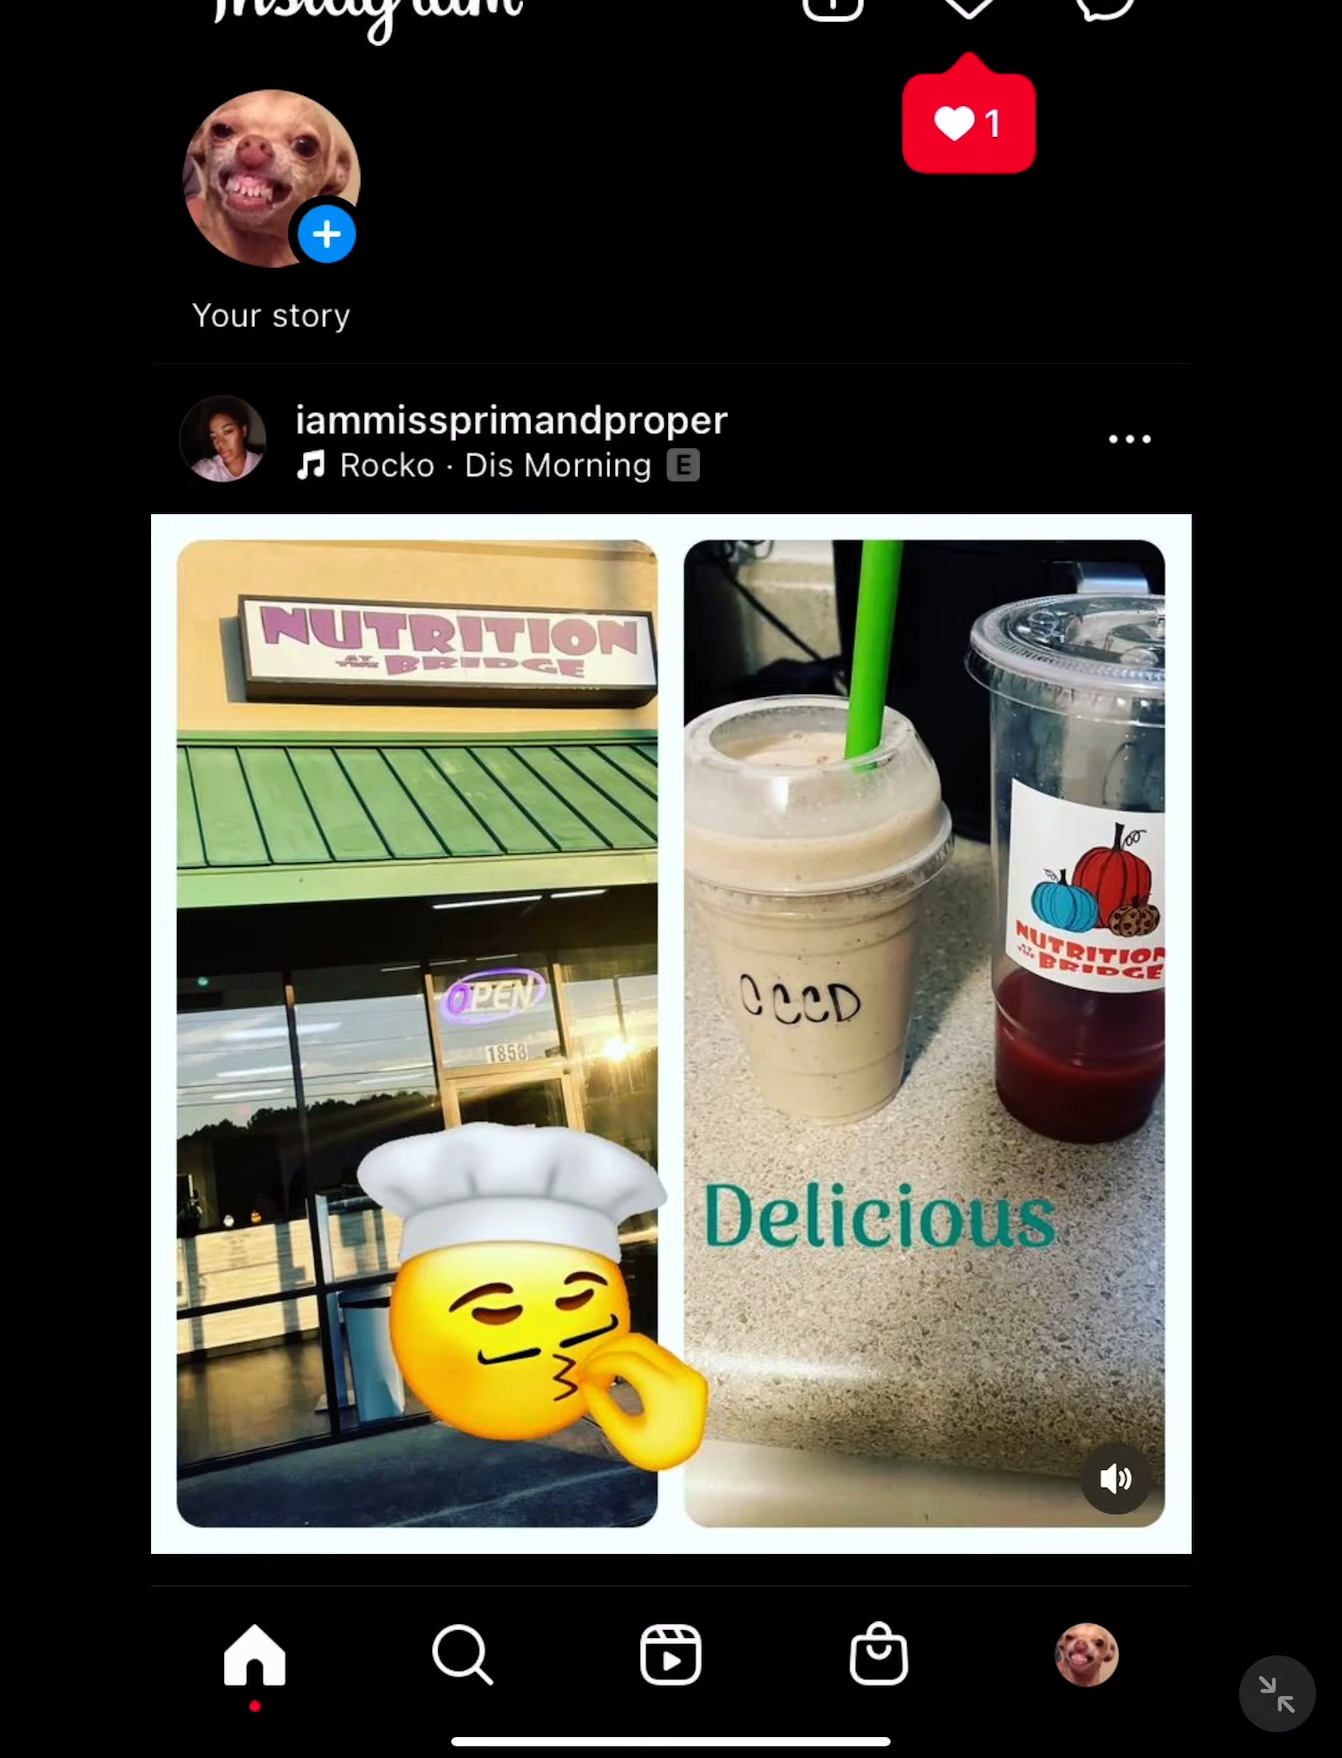 Instagram
1
Your story
iammissprimandproper
Rocko · Dis Morning E
NUTRITION
AT THE BRIDGE
OPEN
1858
CCCD
NUTRITION
AT THE BRIDGE
Delicious